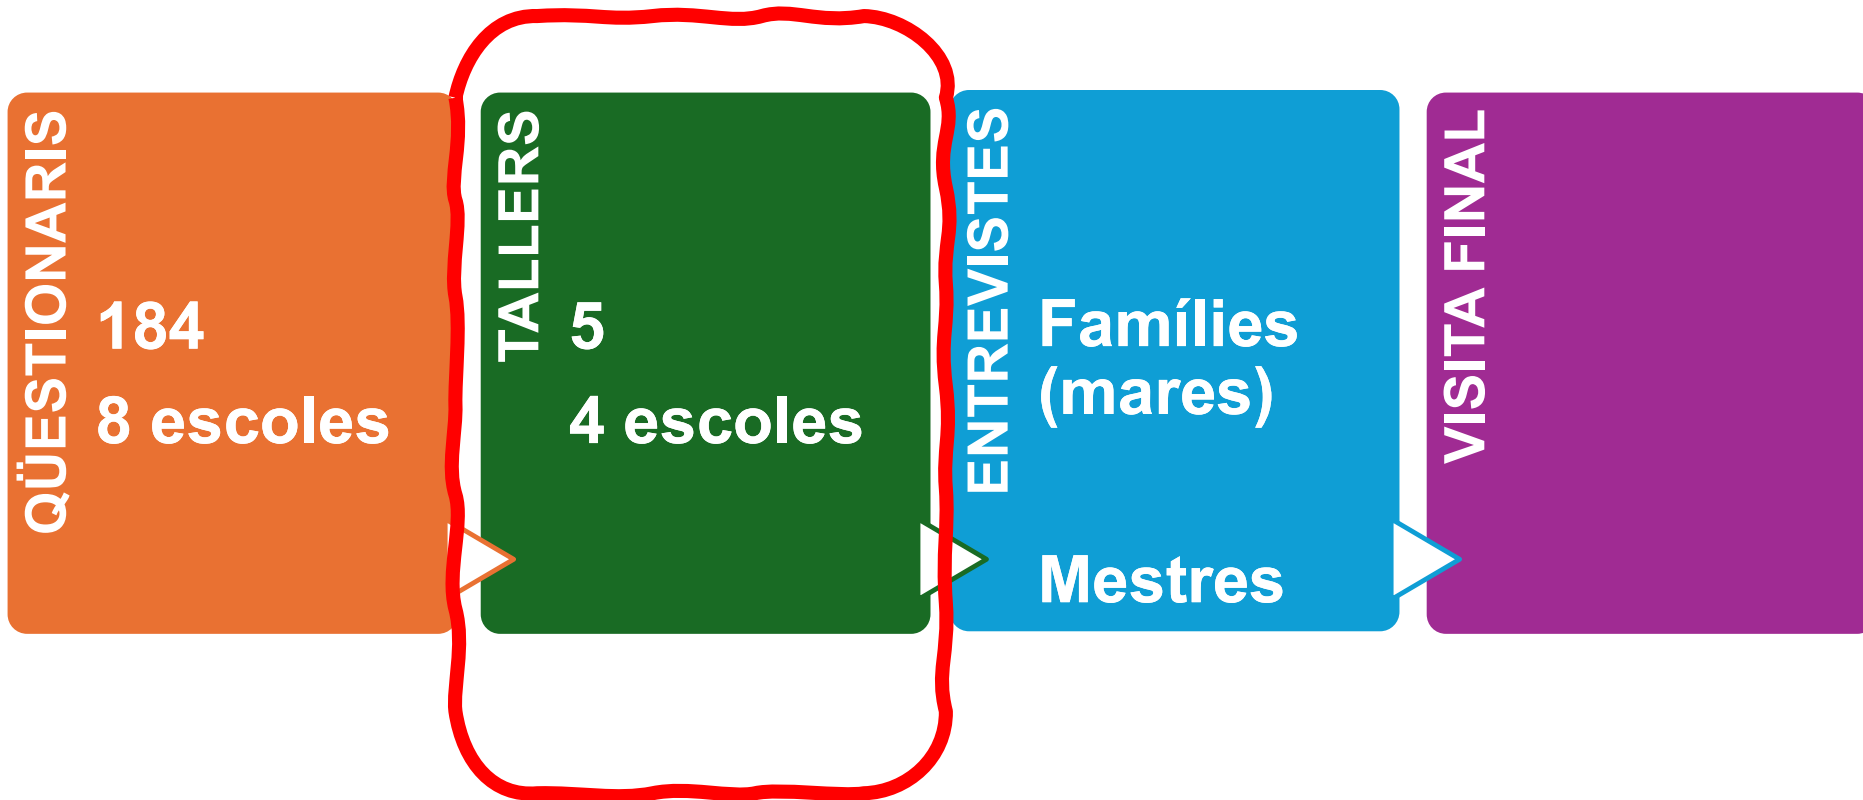 QÜESTIONARIS
184
8 escoles
TALLERS
5
4 escoles
ENTREVISTES
Famílies
(mares)
Mestres
VISITA FINAL